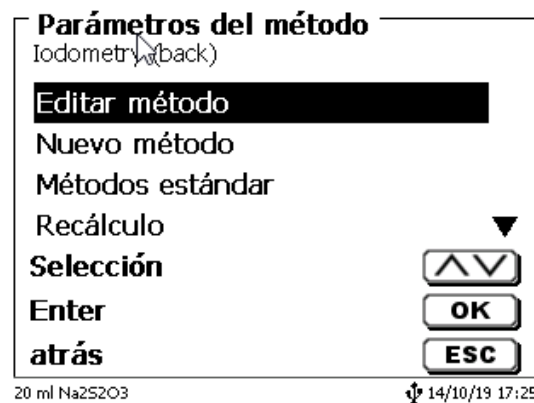 Parámetros del método
Iodometry (back)
Editar método
Nuevo método
Métodos estándar
Recálculo
Selección
Enter OK
atrás ESC
20 ml Na2S2O3 14/10/19 17:25